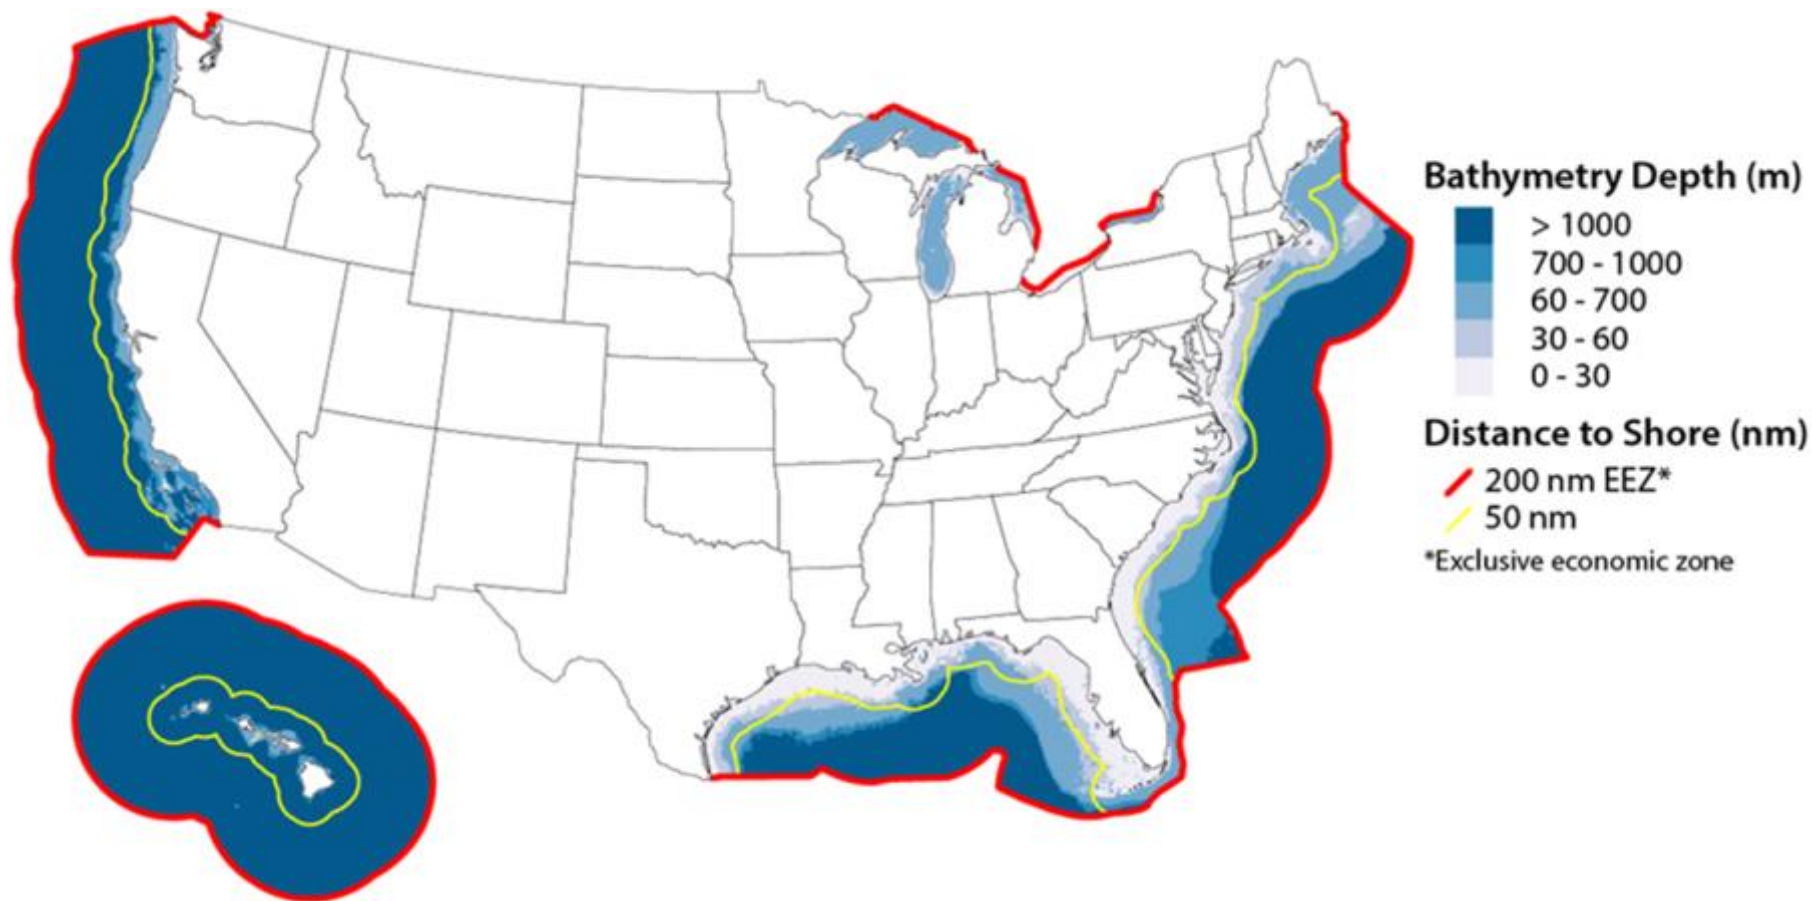 Bathymetry Depth (m)
> 1000
700 - 1000
60 - 700
30 - 60
0 - 30
Distance to Shore (nm)
200 nm EEZ*
50 nm
*Exclusive economic zone